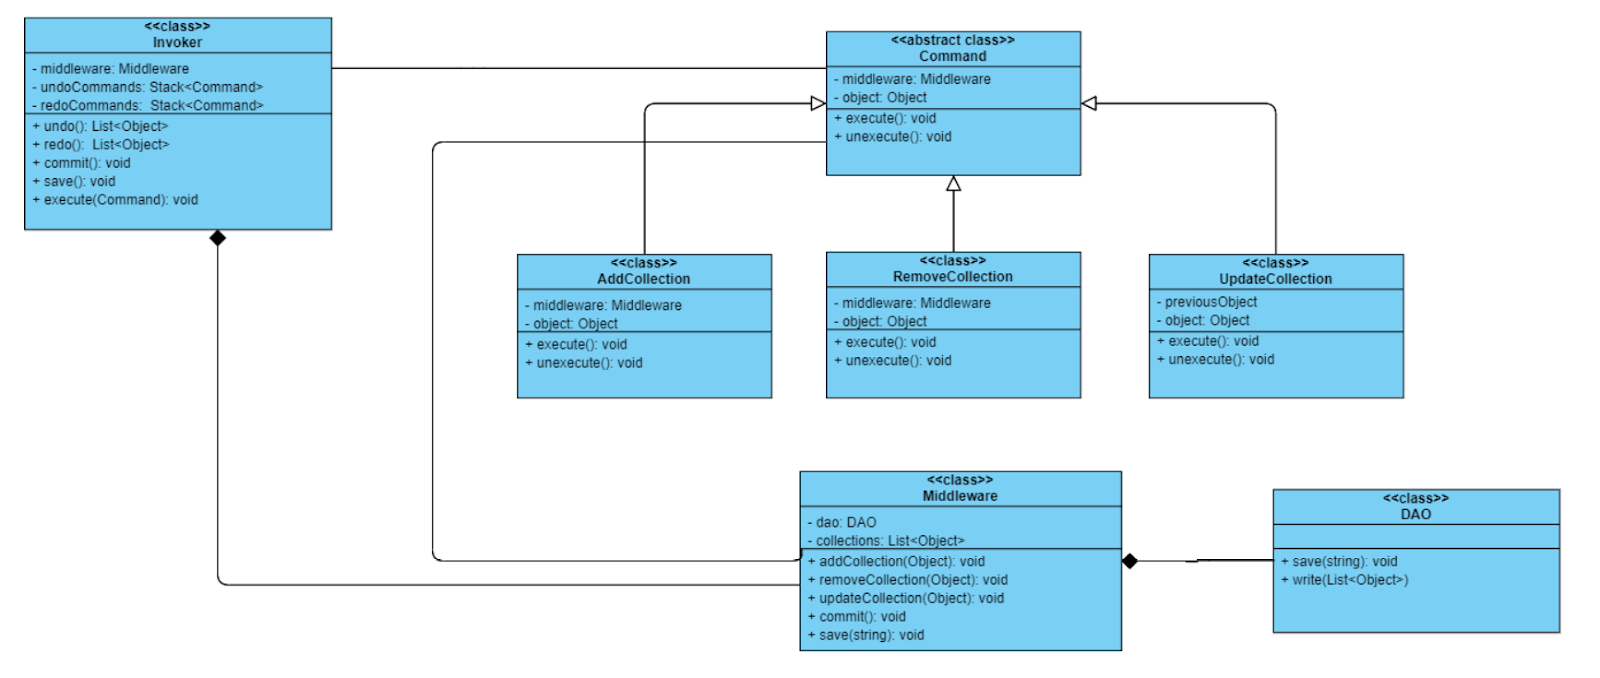 <<class>>
Invoker
- middleware: Middleware
- undoCommands: Stack<Command>
- redoCommands:  Stack<Command>
+ undo(): List<Object>
+ redo():  List<Object>
+ commit(): void
+ save(): void
+ execute(Command): void
<<abstract class>>
Command
- middleware: Middleware
- object: Object
+ execute(): void
+ unexecute(): void
<<class>>
AddCollection
- middleware: Middleware
- object: Object
+ execute(): void
+ unexecute(): void
<<class>>
RemoveCollection
- middleware: Middleware
- object: Object
+ execute(): void
+ unexecute(): void
<<class>>
UpdateCollection
- previousObject
- object: Object
+ execute(): void
+ unexecute(): void
<<class>>
Middleware
- dao: DAO
- collections: List<Object>
+ addCollection(Object): void
+ removeCollection(Object): void
+ updateCollection(Object): void
+ commit(): void
+ save(string): void
<<class>>
DAO
+ save(string): void
+ write(List<Object>)